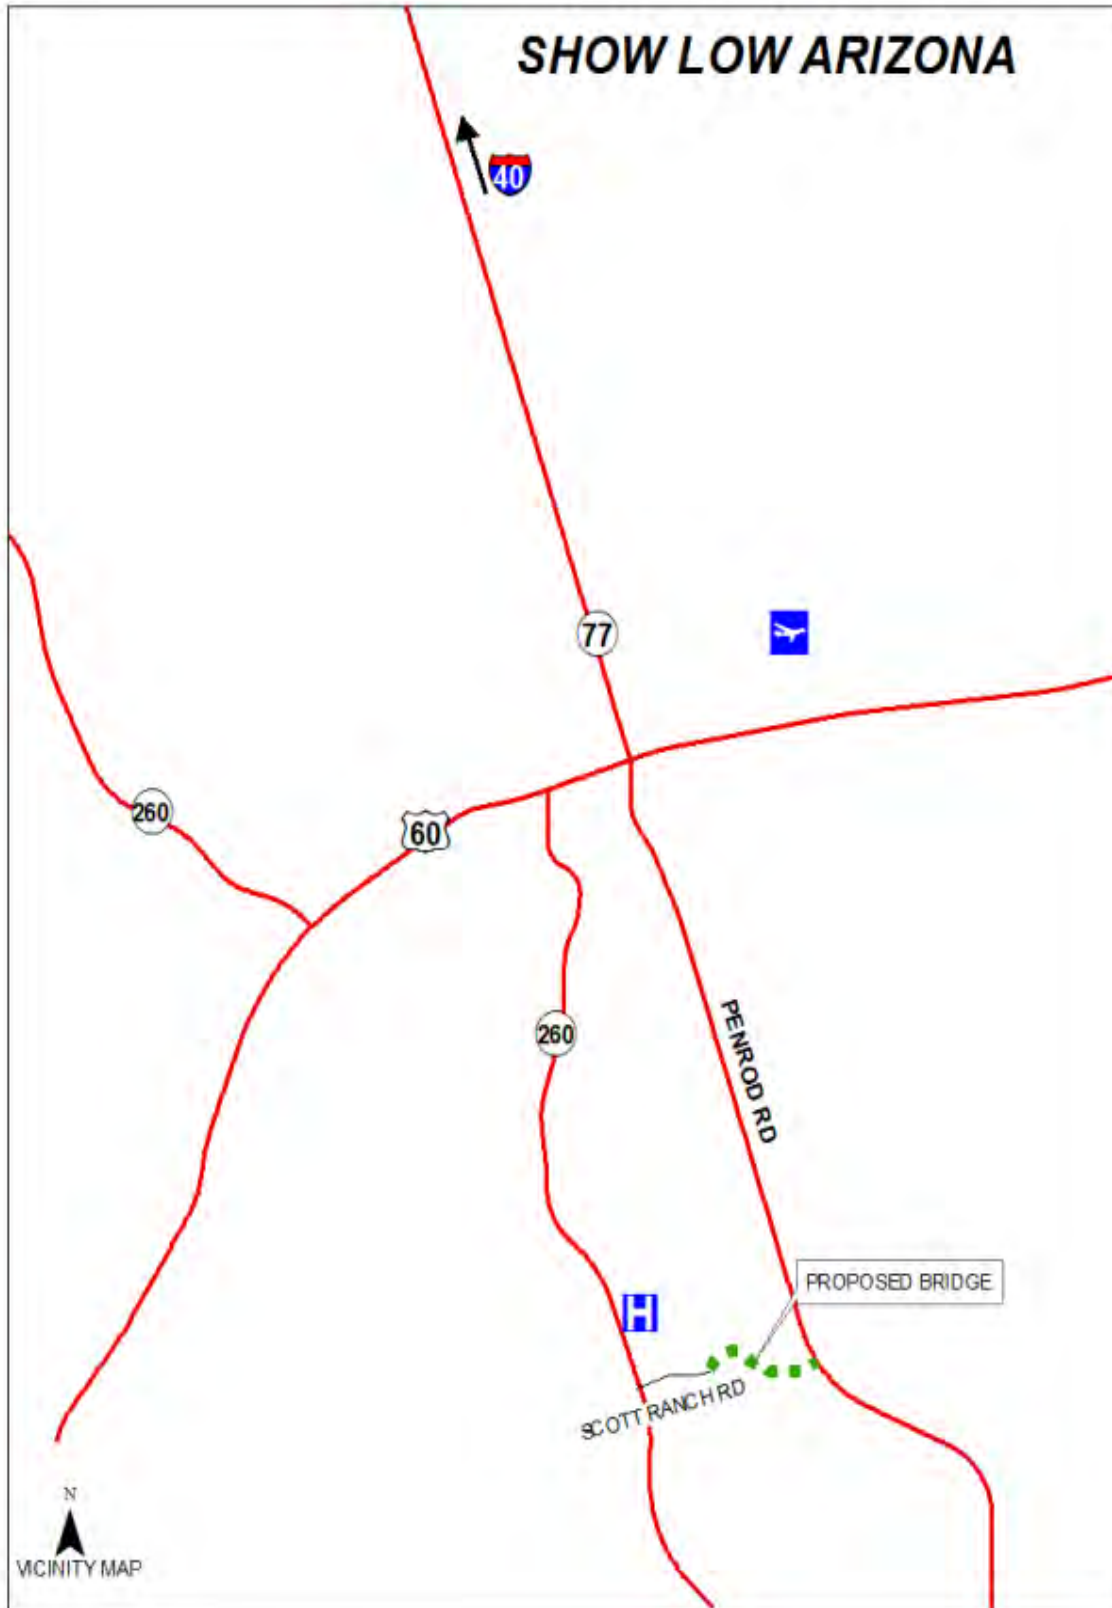 SHOW LOW ARIZONA
40
77
260
60
260
PENROD RD
PROPOSED BRIDGE
H
SCOTT RANCH RD
N
VICINITY MAP